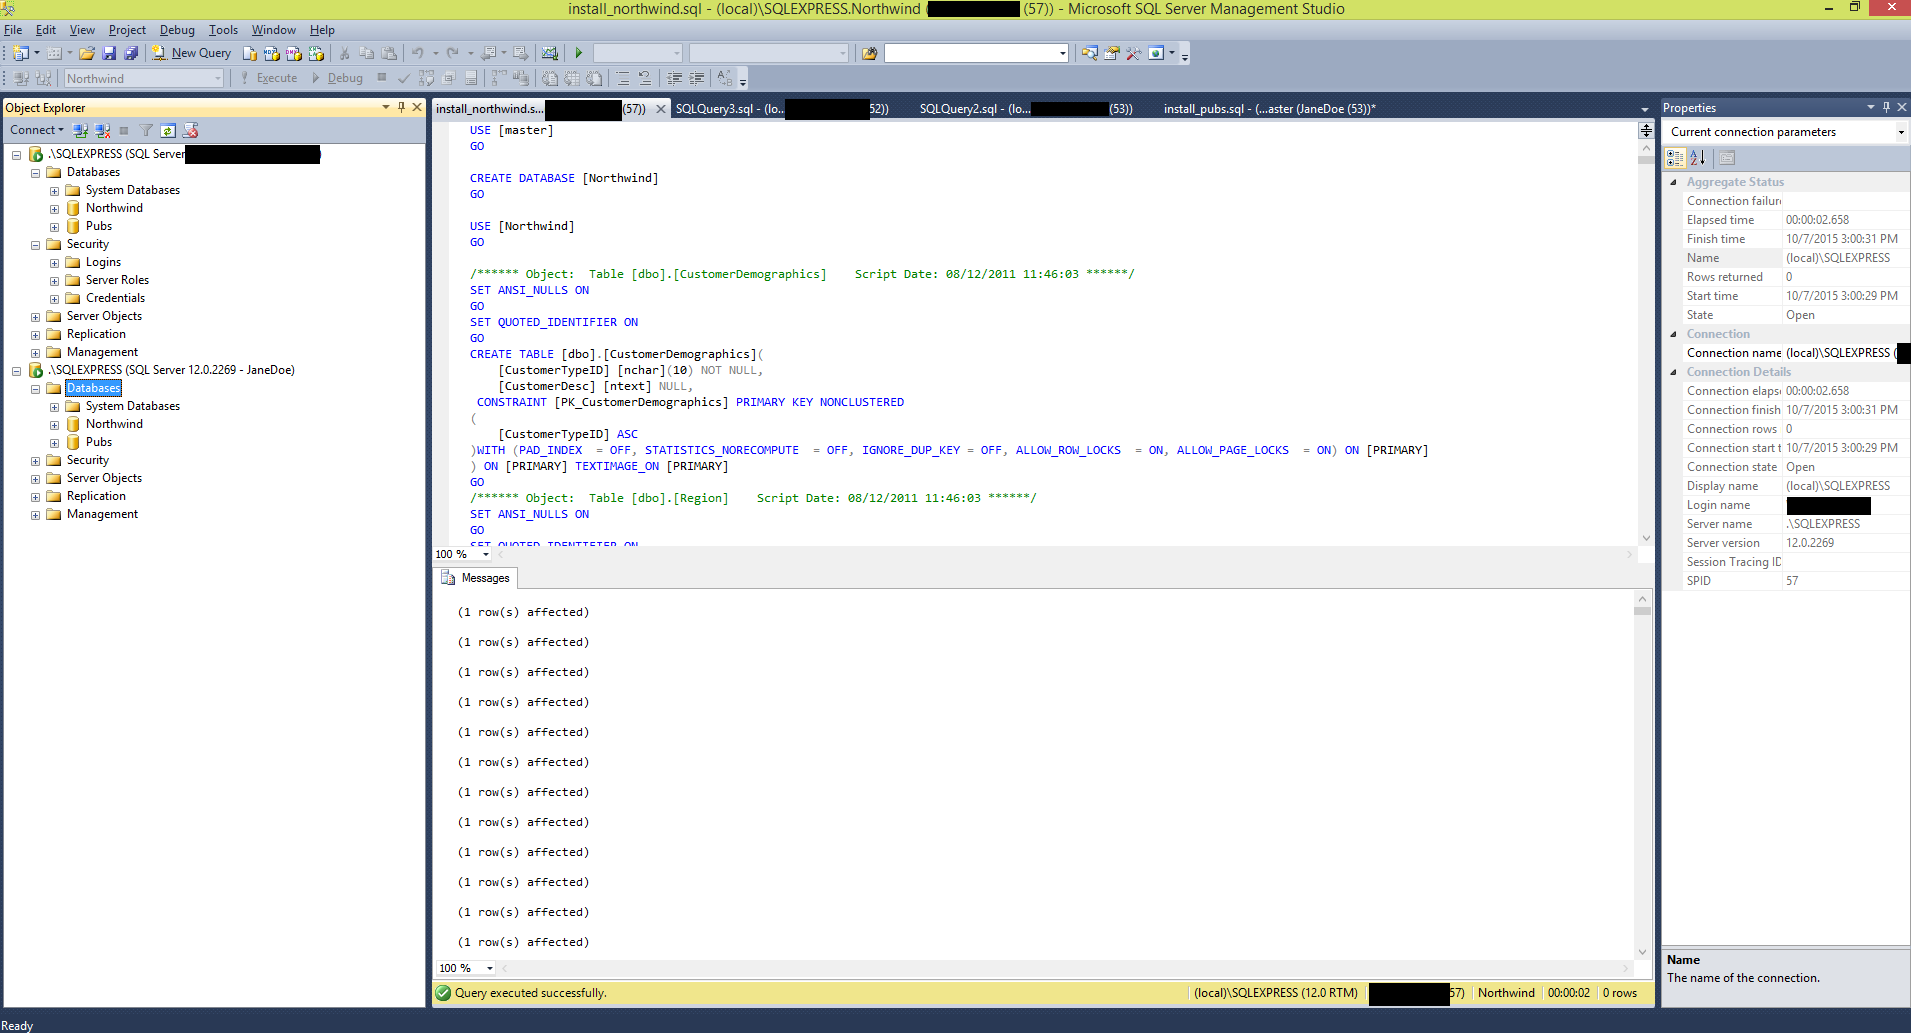 install_northwind.sql - (local)\SQLEXPRESS.Northwind ( (57)) - Microsoft SQL Server Management Studio
File Edit View Project Debug Tools Window Help
New Query
Northwind Execute Debug
Object Explorer
Connect
.\SQLEXPRESS (SQL Server
Databases
System Databases
Northwind
Pubs
Security
Logins
Server Roles
Credentials
Server Objects
Replication
Management
.\SQLEXPRESS (SQL Server 12.0.2269 - JaneDoe)
Databases
System Databases
Northwind
Pubs
Security
Server Objects
Replication
Management
install_northwind.s... (57)) SQLQuery3.sql - (lo... 52)) SQLQuery2.sql - (lo... (53)) install_pubs.sql - (...aster (JaneDoe (53))*
USE [master]
GO
CREATE DATABASE [Northwind]
GO
USE [Northwind]
GO
/****** Object:  Table [dbo].[CustomerDemographics]    Script Date: 08/12/2011 11:46:03 ******/
SET ANSI_NULLS ON
GO
SET QUOTED_IDENTIFIER ON
GO
CREATE TABLE [dbo].[CustomerDemographics](
[CustomerTypeID] [nchar](10) NOT NULL,
[CustomerDesc] [ntext] NULL,
CONSTRAINT [PK_CustomerDemographics] PRIMARY KEY NONCLUSTERED
(
[CustomerTypeID] ASC
)WITH (PAD_INDEX  = OFF, STATISTICS_NORECOMPUTE  = OFF, IGNORE_DUP_KEY = OFF, ALLOW_ROW_LOCKS  = ON, ALLOW_PAGE_LOCKS  = ON) ON [PRIMARY]
) ON [PRIMARY] TEXTIMAGE_ON [PRIMARY]
GO
/****** Object:  Table [dbo].[Region]    Script Date: 08/12/2011 11:46:03 ******/
SET ANSI_NULLS ON
GO
SET QUOTED_IDENTIFIER ON
100 %
Messages
(1 row(s) affected)
(1 row(s) affected)
(1 row(s) affected)
(1 row(s) affected)
(1 row(s) affected)
(1 row(s) affected)
(1 row(s) affected)
(1 row(s) affected)
(1 row(s) affected)
(1 row(s) affected)
(1 row(s) affected)
(1 row(s) affected)
100 %
Query executed successfully. (local)\SQLEXPRESS (12.0 RTM) 57) Northwind 00:00:02 0 rows
Properties
Current connection parameters
Aggregate Status
Connection failure
Elapsed time 00:00:02.658
Finish time 10/7/2015 3:00:31 PM
Name (local)\SQLEXPRESS
Rows returned 0
Start time 10/7/2015 3:00:29 PM
State Open
Connection
Connection name (local)\SQLEXPRESS (
Connection Details
Connection elaps 00:00:02.658
Connection finish 10/7/2015 3:00:31 PM
Connection rows 0
Connection start t 10/7/2015 3:00:29 PM
Connection state Open
Display name (local)\SQLEXPRESS
Login name
Server name .\SQLEXPRESS
Server version 12.0.2269
Session Tracing ID
SPID 57
Name
The name of the connection.
Ready